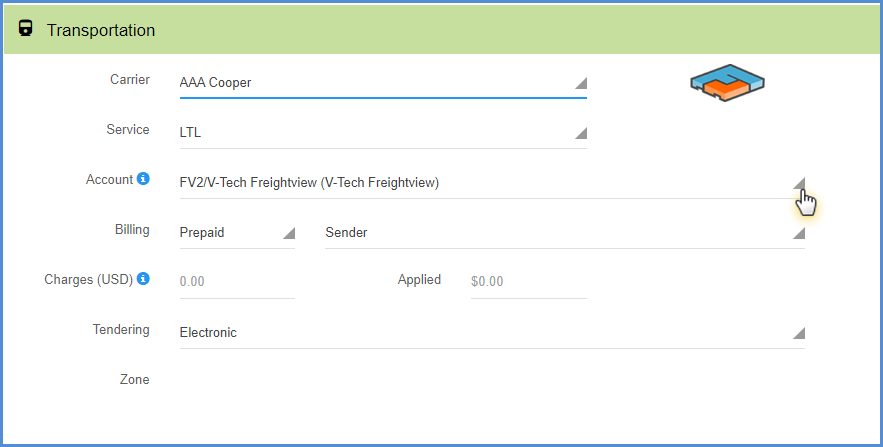 Transportation
Carrier AAA Cooper
Service LTL
Account FV2/V-Tech Freightview (V-Tech Freightview)
Billing Prepaid Sender
Charges (USD) 0.00 Applied $0.00
Tendering Electronic
Zone